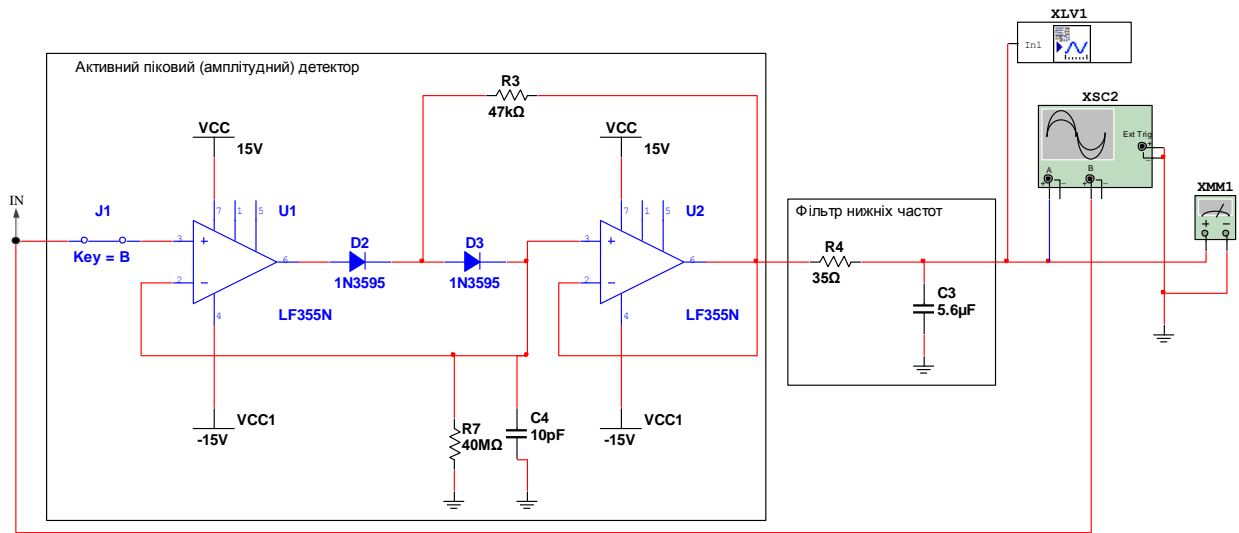 XLV1
In1
Активний піковий (амплітудний) детектор
R3
47kΩ
XSC2
Ext Trig
+
–
A
B
+
–
+
–
XMM1
+
–
VCC
15V
VCC
15V
IN
J1
Key = B
7
1
5
U1
3
+
2
−
6
4
LF355N
D2
1N3595
D3
1N3595
7
1
5
U2
3
+
2
−
6
4
LF355N
Фільтр нижніх частот
R4
35Ω
C3
5.6µF
VCC1
-15V
R7
40MΩ
C4
10pF
VCC1
-15V